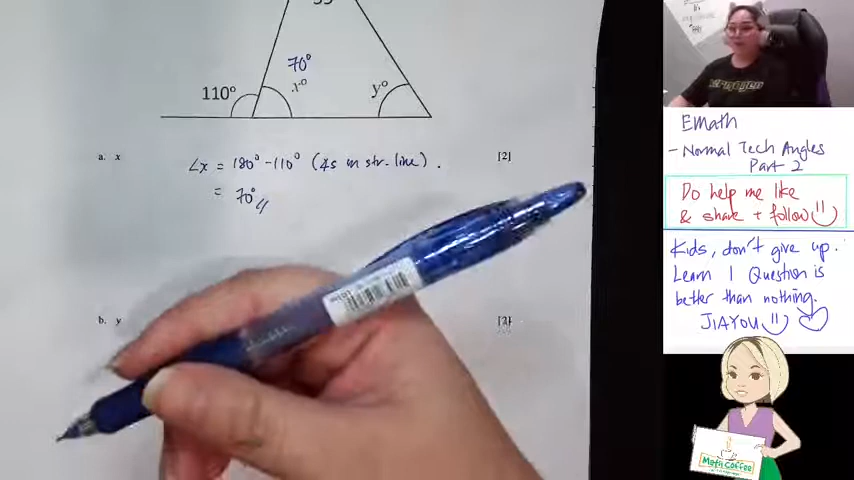 70°
110°
x°
y°
a. x
∠x = 180° - 110° (∠s on str. line). [2]
= 70°
b. y [2]
EMath
- Normal Tech Angles
Part 2
Do help me like
& share + follow
Kids, don't give up.
Learn 1 Question is
better than nothing.
JIAYOU
Math Coffee